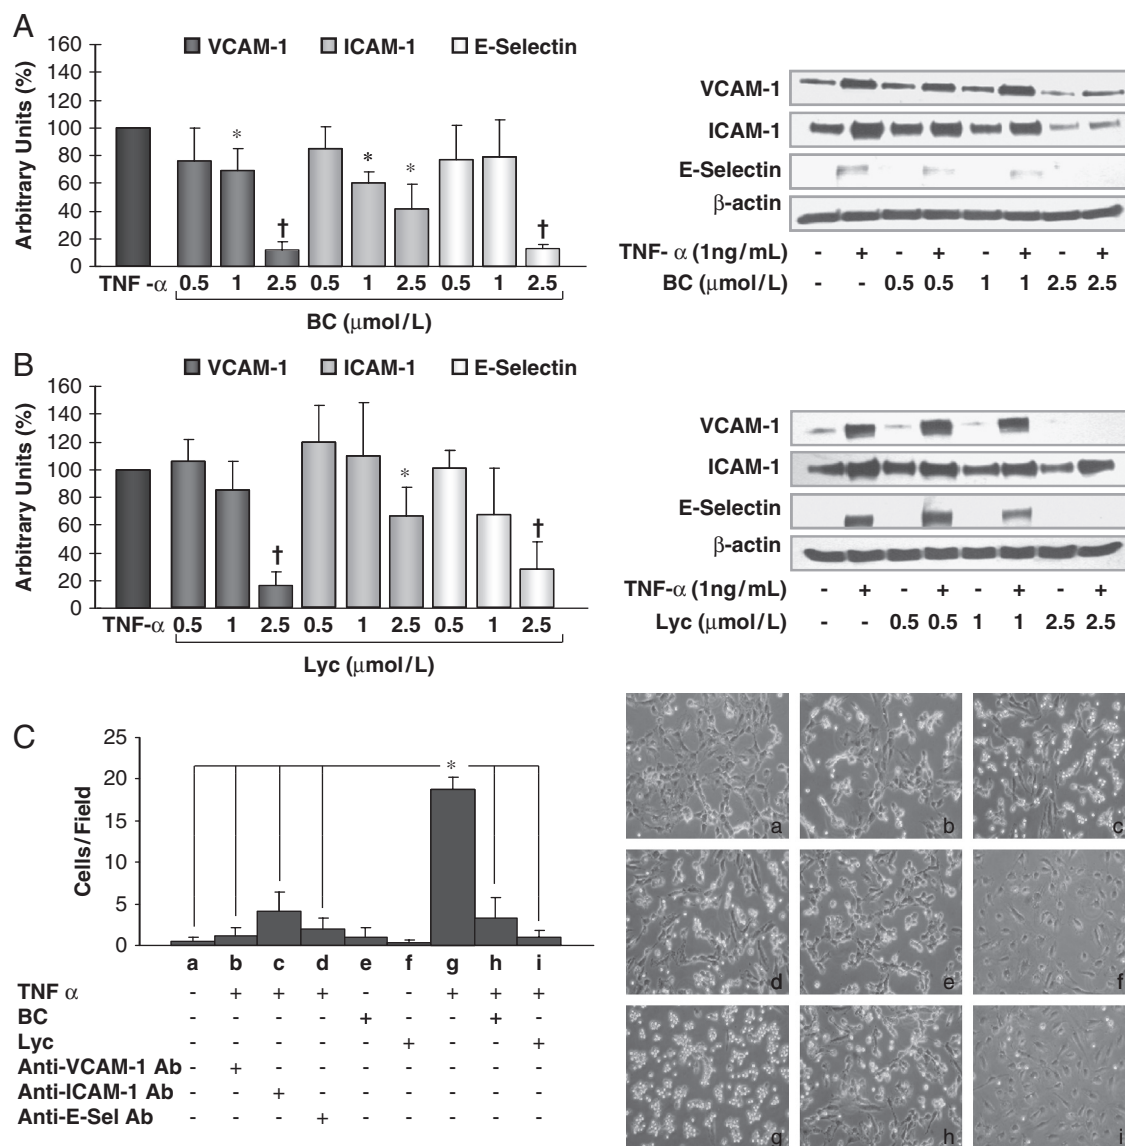 A
160
140
120
100
80
60
40
20
0
Arbitrary Units (%)
VCAM-1 ICAM-1 E-Selectin
* * * † †
TNF -α 0.5 1 2.5 0.5 1 2.5 0.5 1 2.5
BC (μmol/L)
VCAM-1
ICAM-1
E-Selectin
β-actin
TNF- α (1ng/mL) - + - + - + - +
BC (μmol/L) - - 0.5 0.5 1 1 2.5 2.5
B
160
140
120
100
80
60
40
20
0
Arbitrary Units (%)
VCAM-1 ICAM-1 E-Selectin
† * †
TNF-α 0.5 1 2.5 0.5 1 2.5 0.5 1 2.5
Lyc (μmol/L)
VCAM-1
ICAM-1
E-Selectin
β-actin
TNF-α (1ng/mL) - + - + - + - +
Lyc (μmol/L) - - 0.5 0.5 1 1 2.5 2.5
C
25
20
15
10
5
0
Cells/Field
*
a b c d e f g h i
TNF α - + + + - - + + +
BC - - - - + - - + -
Lyc - - - - - + - - +
Anti-VCAM-1 Ab - + - - - - - - -
Anti-ICAM-1 Ab - - + - - - - - -
Anti-E-Sel Ab - - - + - - - - -
a b c
d e f
g h i